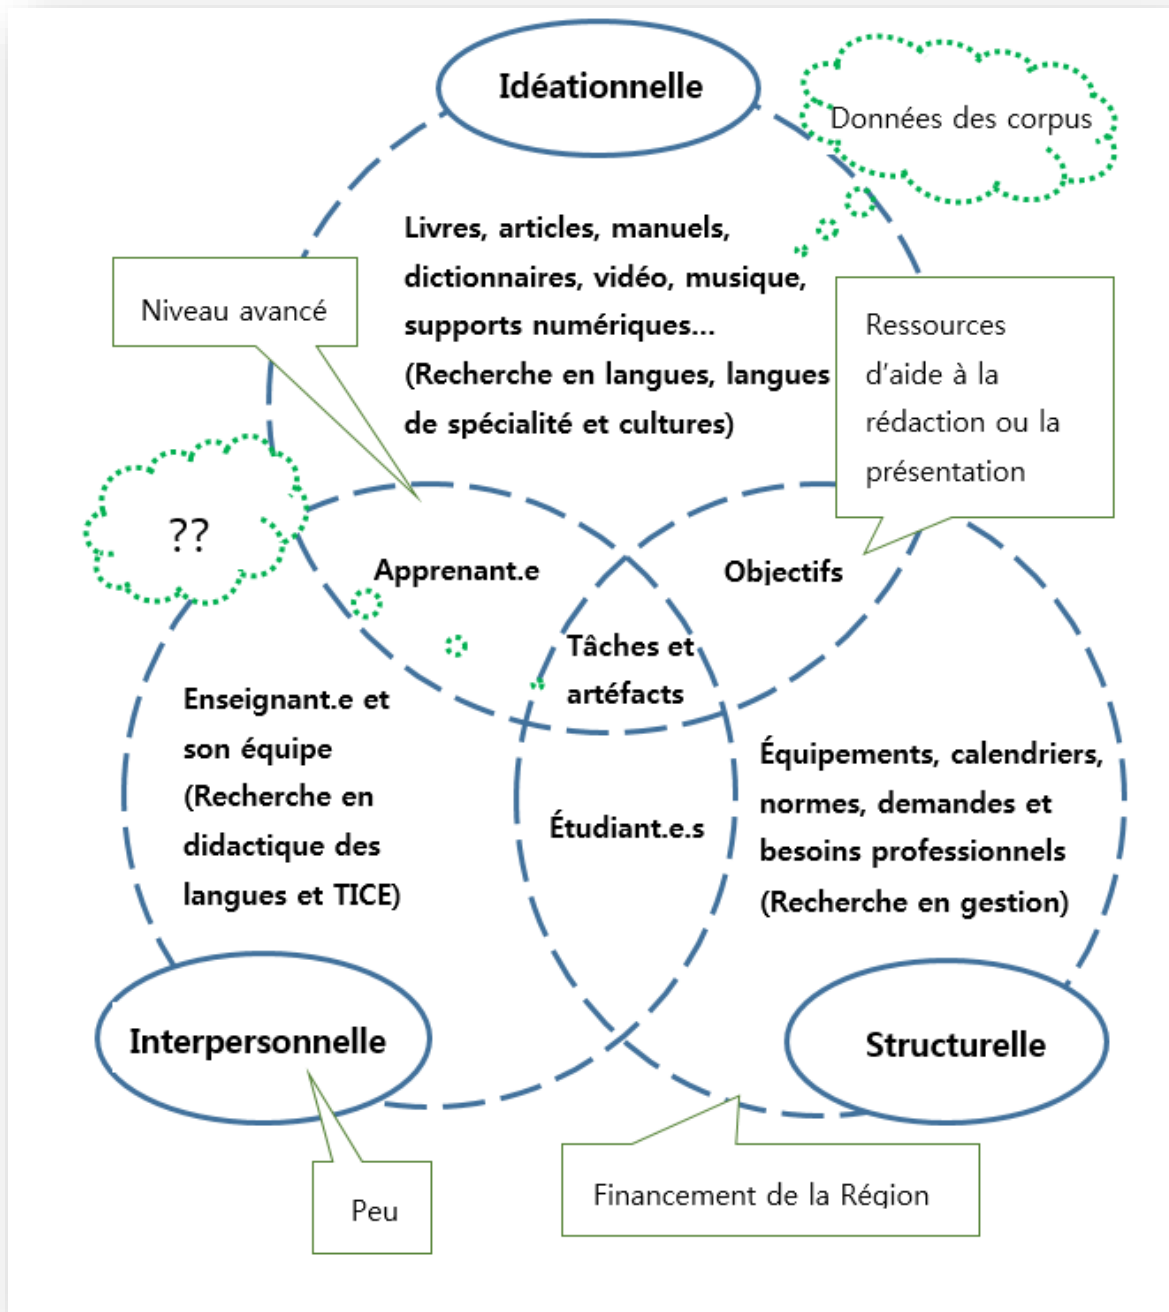 Idéationnelle
Données des corpus
Livres, articles, manuels,
dictionnaires, vidéo, musique,
supports numériques...
(Recherche en langues, langues
de spécialité et cultures)
Niveau avancé
Ressources
d'aide à la
rédaction ou la
présentation
??
Apprenant.e
Objectifs
Tâches et
artéfacts
Enseignant.e et
son équipe
(Recherche en
didactique des
langues et TICE)
Étudiant.e.s
Équipements, calendriers,
normes, demandes et
besoins professionnels
(Recherche en gestion)
Interpersonnelle
Structurelle
Peu
Financement de la Région